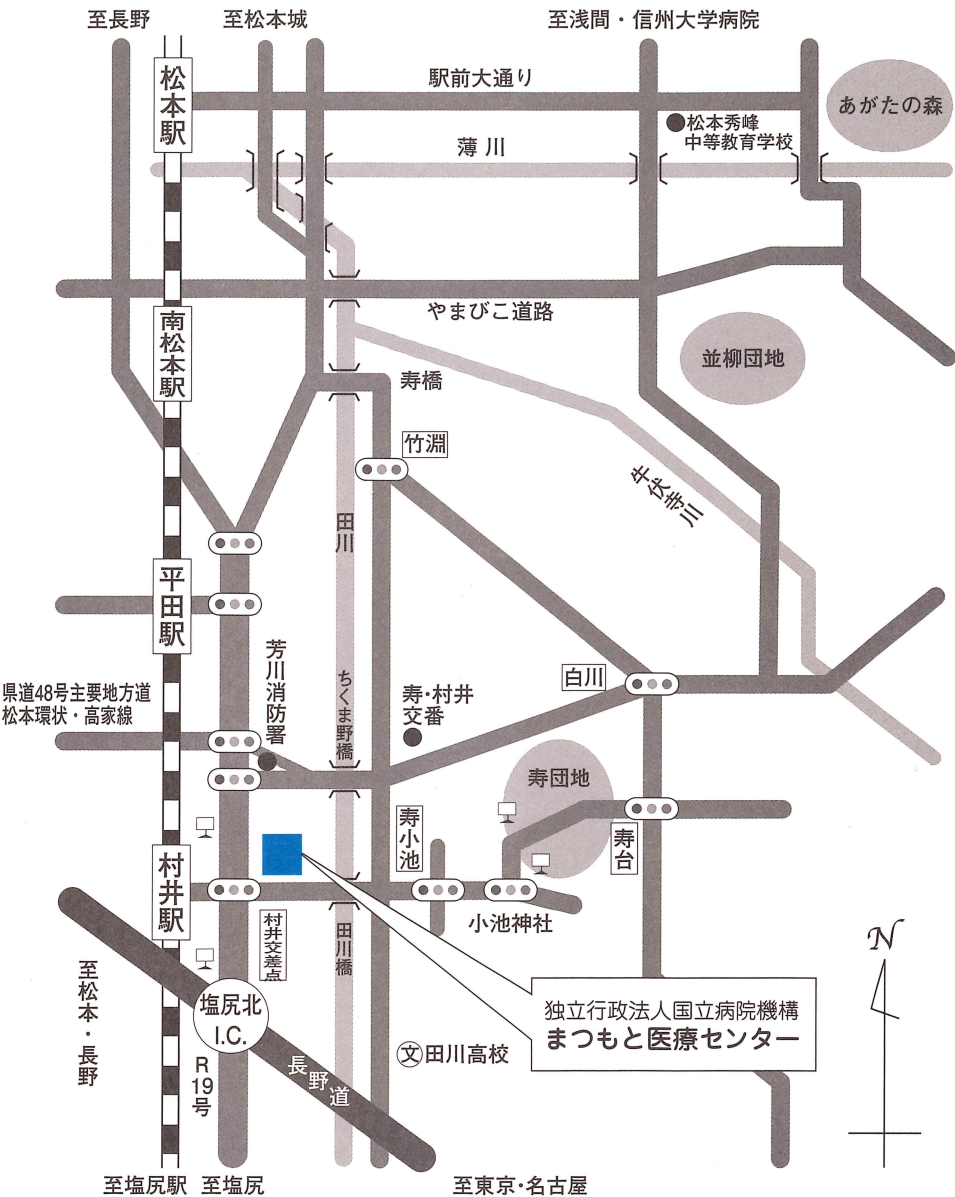 至長野
至松本城
至浅間・信州大学病院
松本駅
駅前大通り
あがたの森
松本秀峰
中等教育学校
薄川
やまびこ道路
南松本駅
並柳団地
寿橋
竹淵
牛伏寺川
田川
平田駅
芳川消防署
ちくま野橋
寿・村井
交番
白川
県道48号主要地方道
松本環状・高家線
寿団地
寿小池
寿台
村井駅
村井交差点
田川橋
小池神社
N
至松本・長野
塩尻北
I.C.
独立行政法人国立病院機構
まつもと医療センター
文
田川高校
R19号
長野道
至塩尻駅
至塩尻
至東京・名古屋